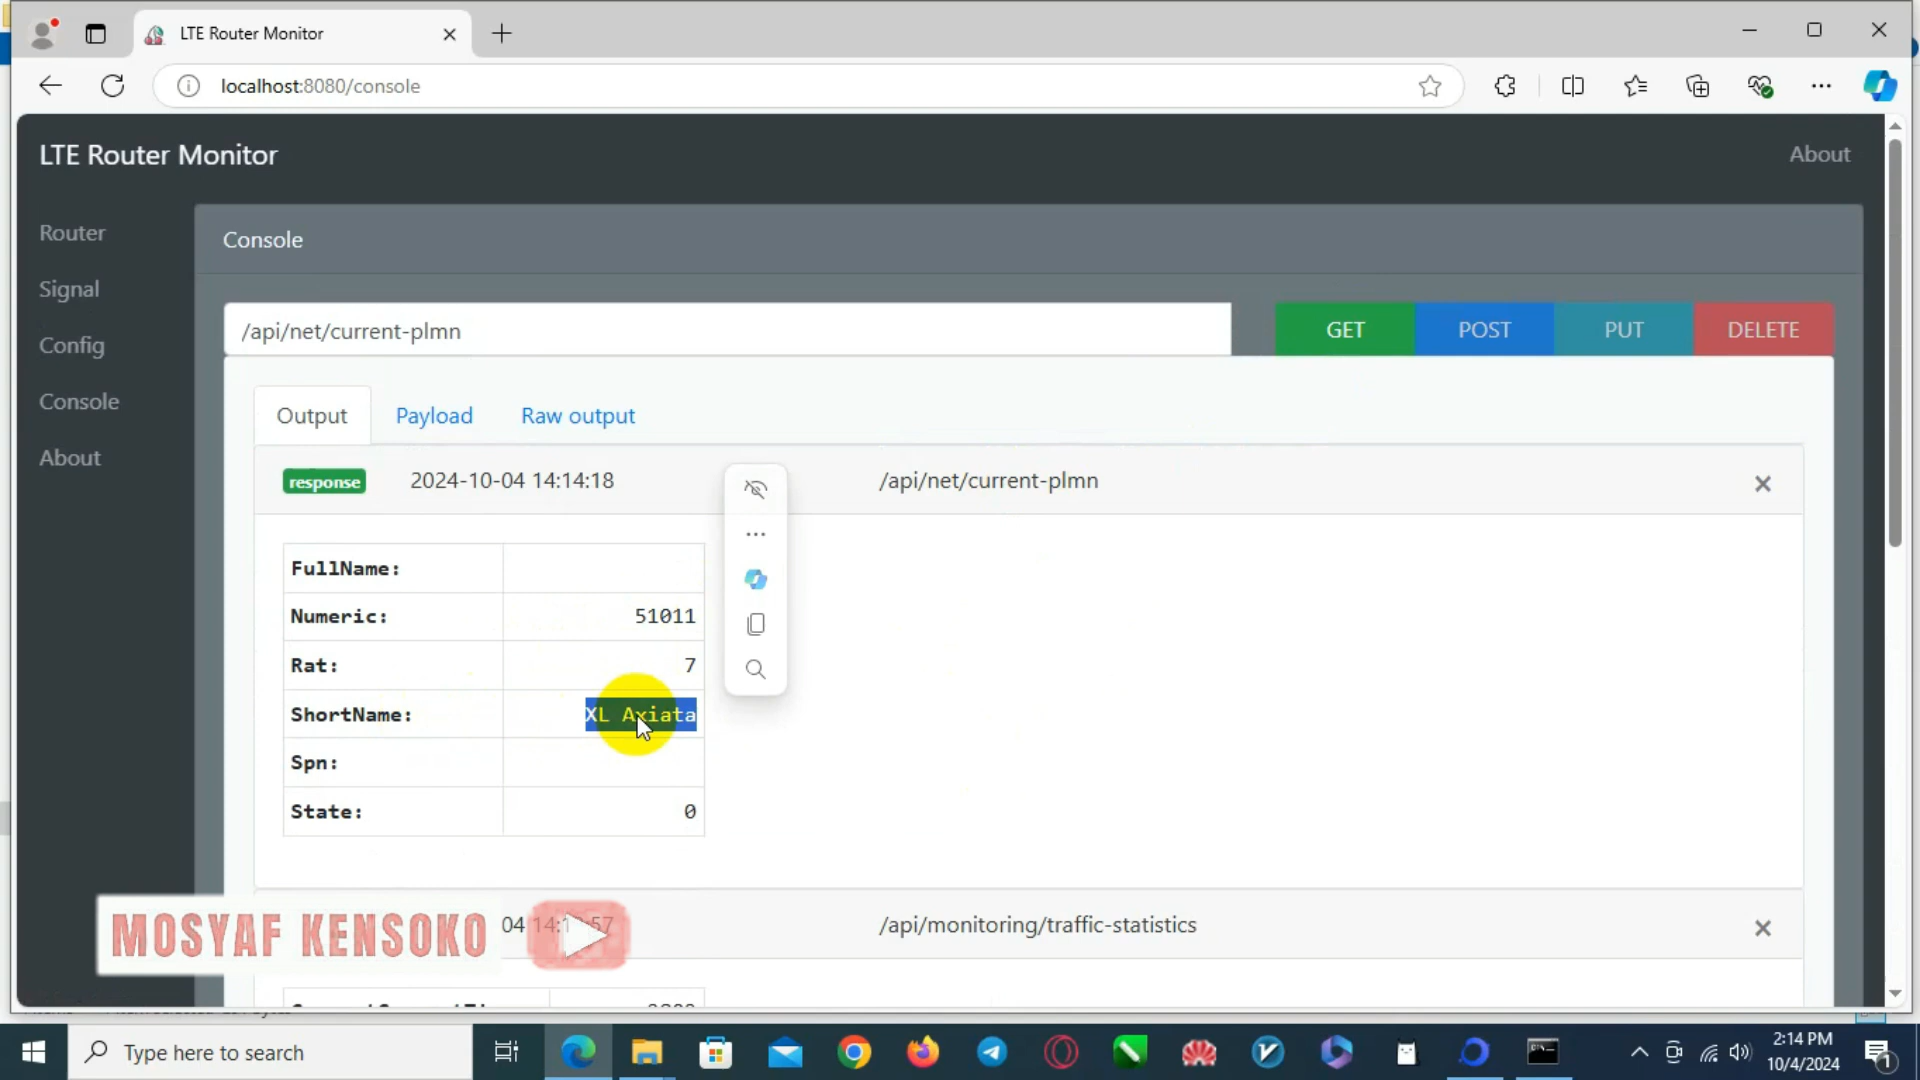 LTE Router Monitor
localhost:8080/console
LTE Router Monitor
About
Router
Signal
Config
Console
About
Console
/api/net/current-plmn
GET POST PUT DELETE
Output Payload Raw output
response 2024-10-04 14:14:18 /api/net/current-plmn
FullName:
Numeric: 51011
Rat: 7
ShortName: XL Axiata
Spn:
State: 0
MOSYAF KENSOKO
/api/monitoring/traffic-statistics
Type here to search
2:14 PM
10/4/2024
1